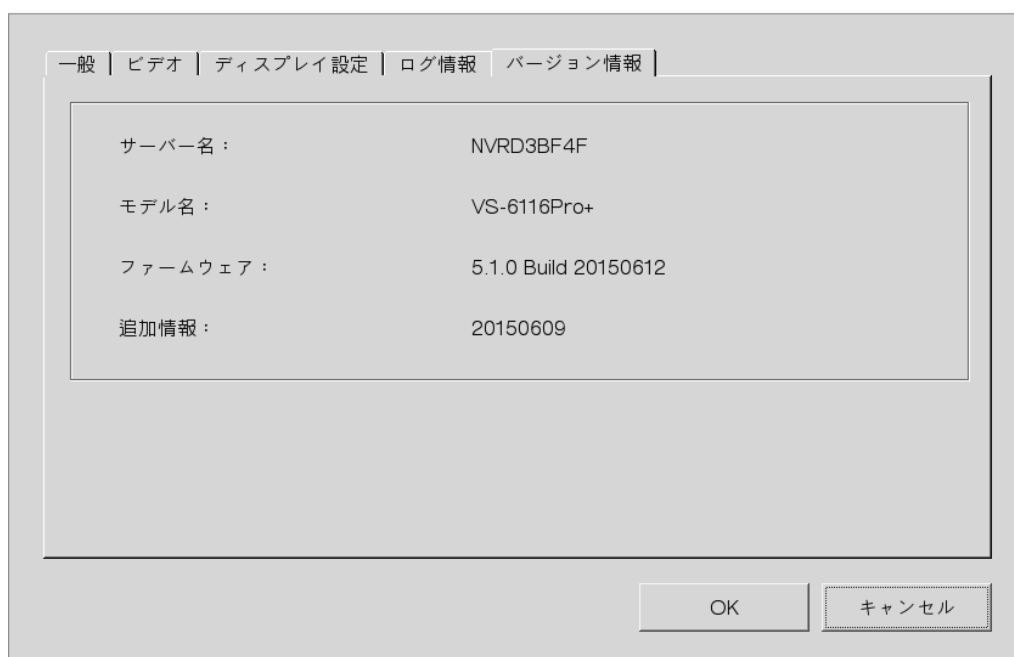 一般 ビデオ ディスプレイ設定 ログ情報 バージョン情報
サーバー名： NVRD3BF4F
モデル名： VS-6116Pro+
ファームウェア： 5.1.0 Build 20150612
追加情報： 20150609
OK キャンセル